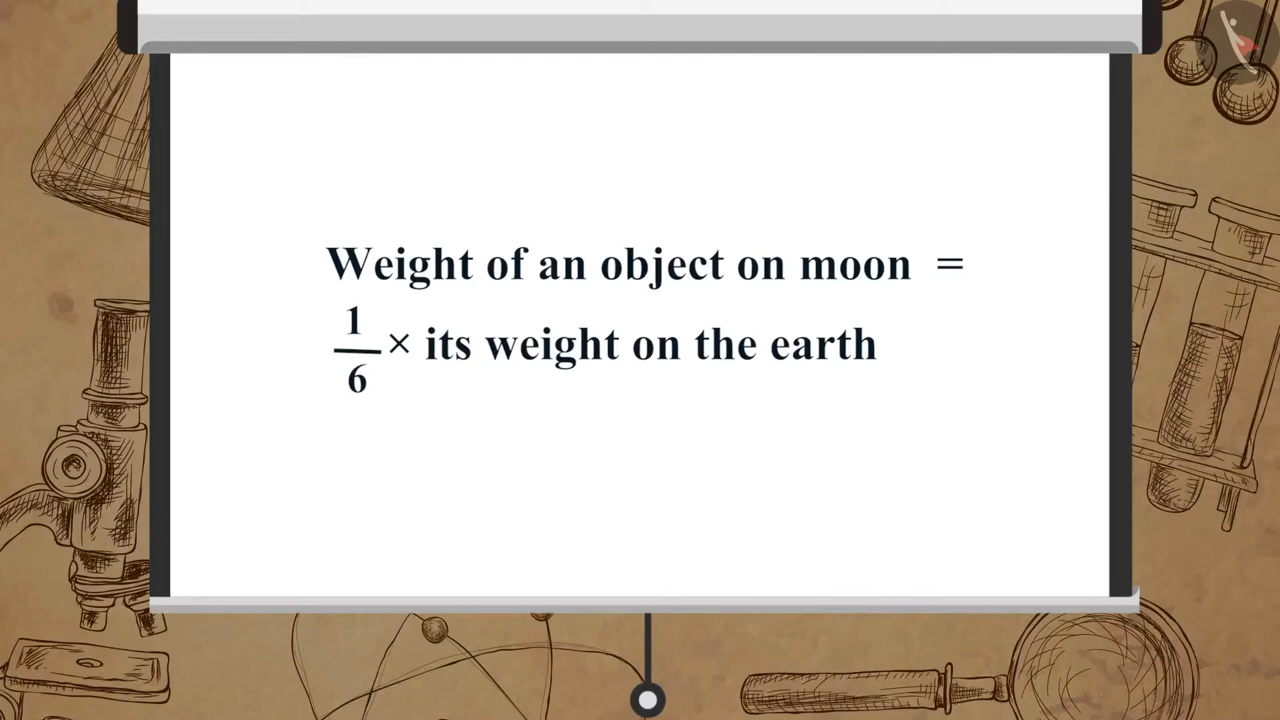 Weight of an object on moon =
1/6 × its weight on the earth